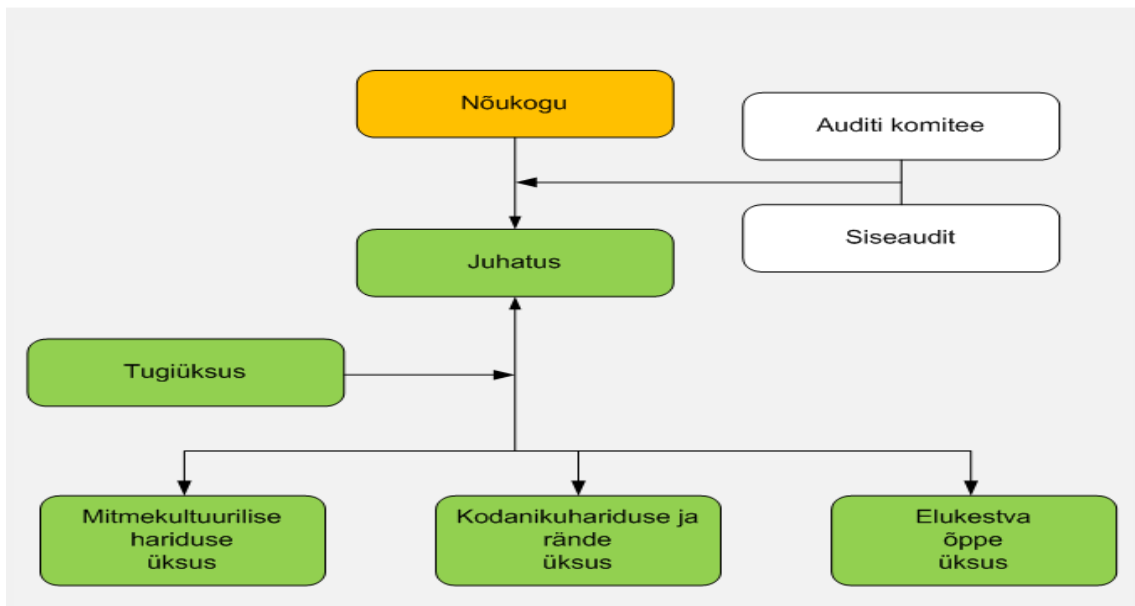 Nõukogu
Auditi komitee
Siseaudit
Juhatus
Tugiüksus
Mitmekultuurilise
hariduse
üksus
Kodanikuhariduse ja
rände
üksus
Elukestva
õppe
üksus